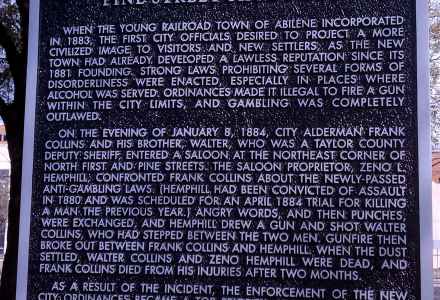 PINE STREET
WHEN THE YOUNG RAILROAD TOWN OF ABILENE INCORPORATED
IN 1883, THE FIRST CITY OFFICIALS DESIRED TO PROJECT A MORE
CIVILIZED IMAGE TO VISITORS AND NEW SETTLERS, AS THE NEW
TOWN HAD ALREADY DEVELOPED A LAWLESS REPUTATION SINCE ITS
1881 FOUNDING. STRONG LAWS PROHIBITING SEVERAL FORMS OF
DISORDERLINESS WERE ENACTED, ESPECIALLY IN PLACES WHERE
ALCOHOL WAS SERVED. ORDINANCES MADE IT ILLEGAL TO FIRE A GUN
WITHIN THE CITY LIMITS, AND GAMBLING WAS COMPLETELY
OUTLAWED.
ON THE EVENING OF JANUARY 8, 1884, CITY ALDERMAN FRANK
COLLINS AND HIS BROTHER, WALTER, WHO WAS A TAYLOR COUNTY
DEPUTY SHERIFF, ENTERED A SALOON AT THE NORTHEAST CORNER OF
NORTH FIRST AND PINE STREETS. THE SALOON PROPRIETOR, ZENO L.
HEMPHILL, CONFRONTED FRANK COLLINS ABOUT THE NEWLY-PASSED
ANTI-GAMBLING LAWS. (HEMPHILL HAD BEEN CONVICTED OF ASSAULT
IN 1880 AND WAS SCHEDULED FOR AN APRIL 1884 TRIAL FOR KILLING
A MAN THE PREVIOUS YEAR.) ANGRY WORDS, AND THEN PUNCHES,
WERE EXCHANGED, AND HEMPHILL DREW A GUN AND SHOT WALTER
COLLINS, WHO HAD STEPPED BETWEEN THE TWO MEN. GUNFIRE THEN
BROKE OUT BETWEEN FRANK COLLINS AND HEMPHILL. WHEN THE DUST
SETTLED, WALTER COLLINS AND ZENO HEMPHILL WERE DEAD, AND
FRANK COLLINS DIED FROM HIS INJURIES AFTER TWO MONTHS.
AS A RESULT OF THE INCIDENT, THE ENFORCEMENT OF THE NEW
CITY ORDINANCES BECAME A TOP